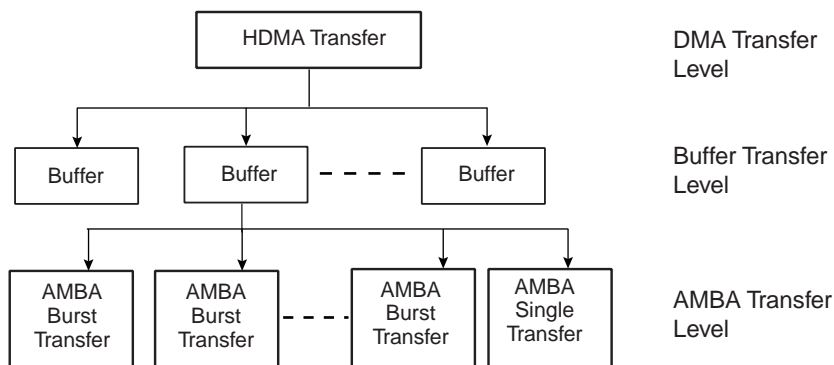 HDMA Transfer
DMA Transfer
Level
Buffer
Buffer
Buffer
Buffer Transfer
Level
AMBA
Burst
Transfer
AMBA
Burst
Transfer
AMBA
Burst
Transfer
AMBA
Single
Transfer
AMBA Transfer
Level